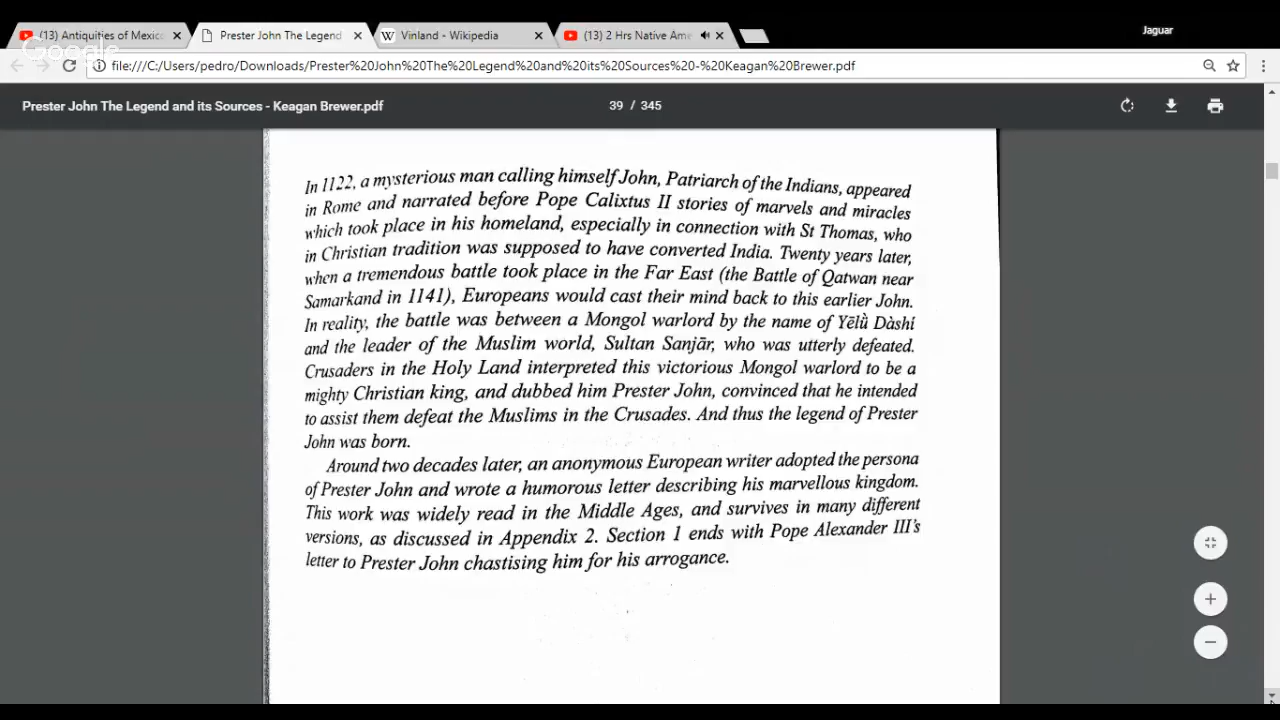 Jaguar
(13) Antiquities of Mexico
Prester John The Legend
Vinland - Wikipedia
(13) 2 Hrs Native Ame
Google
file:///C:/Users/pedro/Downloads/Prester%20John%20The%20Legend%20and%20its%20Sources%20-%20Keagan%20Brewer.pdf
Prester John The Legend and its Sources - Keagan Brewer.pdf
39 / 345
In 1122, a mysterious man calling himself John, Patriarch of the Indians, appeared
in Rome and narrated before Pope Calixtus II stories of marvels and miracles
which took place in his homeland, especially in connection with St Thomas, who
in Christian tradition was supposed to have converted India. Twenty years later,
when a tremendous battle took place in the Far East (the Battle of Qatwan near
Samarkand in 1141), Europeans would cast their mind back to this earlier John.
In reality, the battle was between a Mongol warlord by the name of Yēlǜ Dàshí
and the leader of the Muslim world, Sultan Sanjār, who was utterly defeated.
Crusaders in the Holy Land interpreted this victorious Mongol warlord to be a
mighty Christian king, and dubbed him Prester John, convinced that he intended
to assist them defeat the Muslims in the Crusades. And thus the legend of Prester
John was born.
Around two decades later, an anonymous European writer adopted the persona
of Prester John and wrote a humorous letter describing his marvellous kingdom.
This work was widely read in the Middle Ages, and survives in many different
versions, as discussed in Appendix 2. Section 1 ends with Pope Alexander III's
letter to Prester John chastising him for his arrogance.